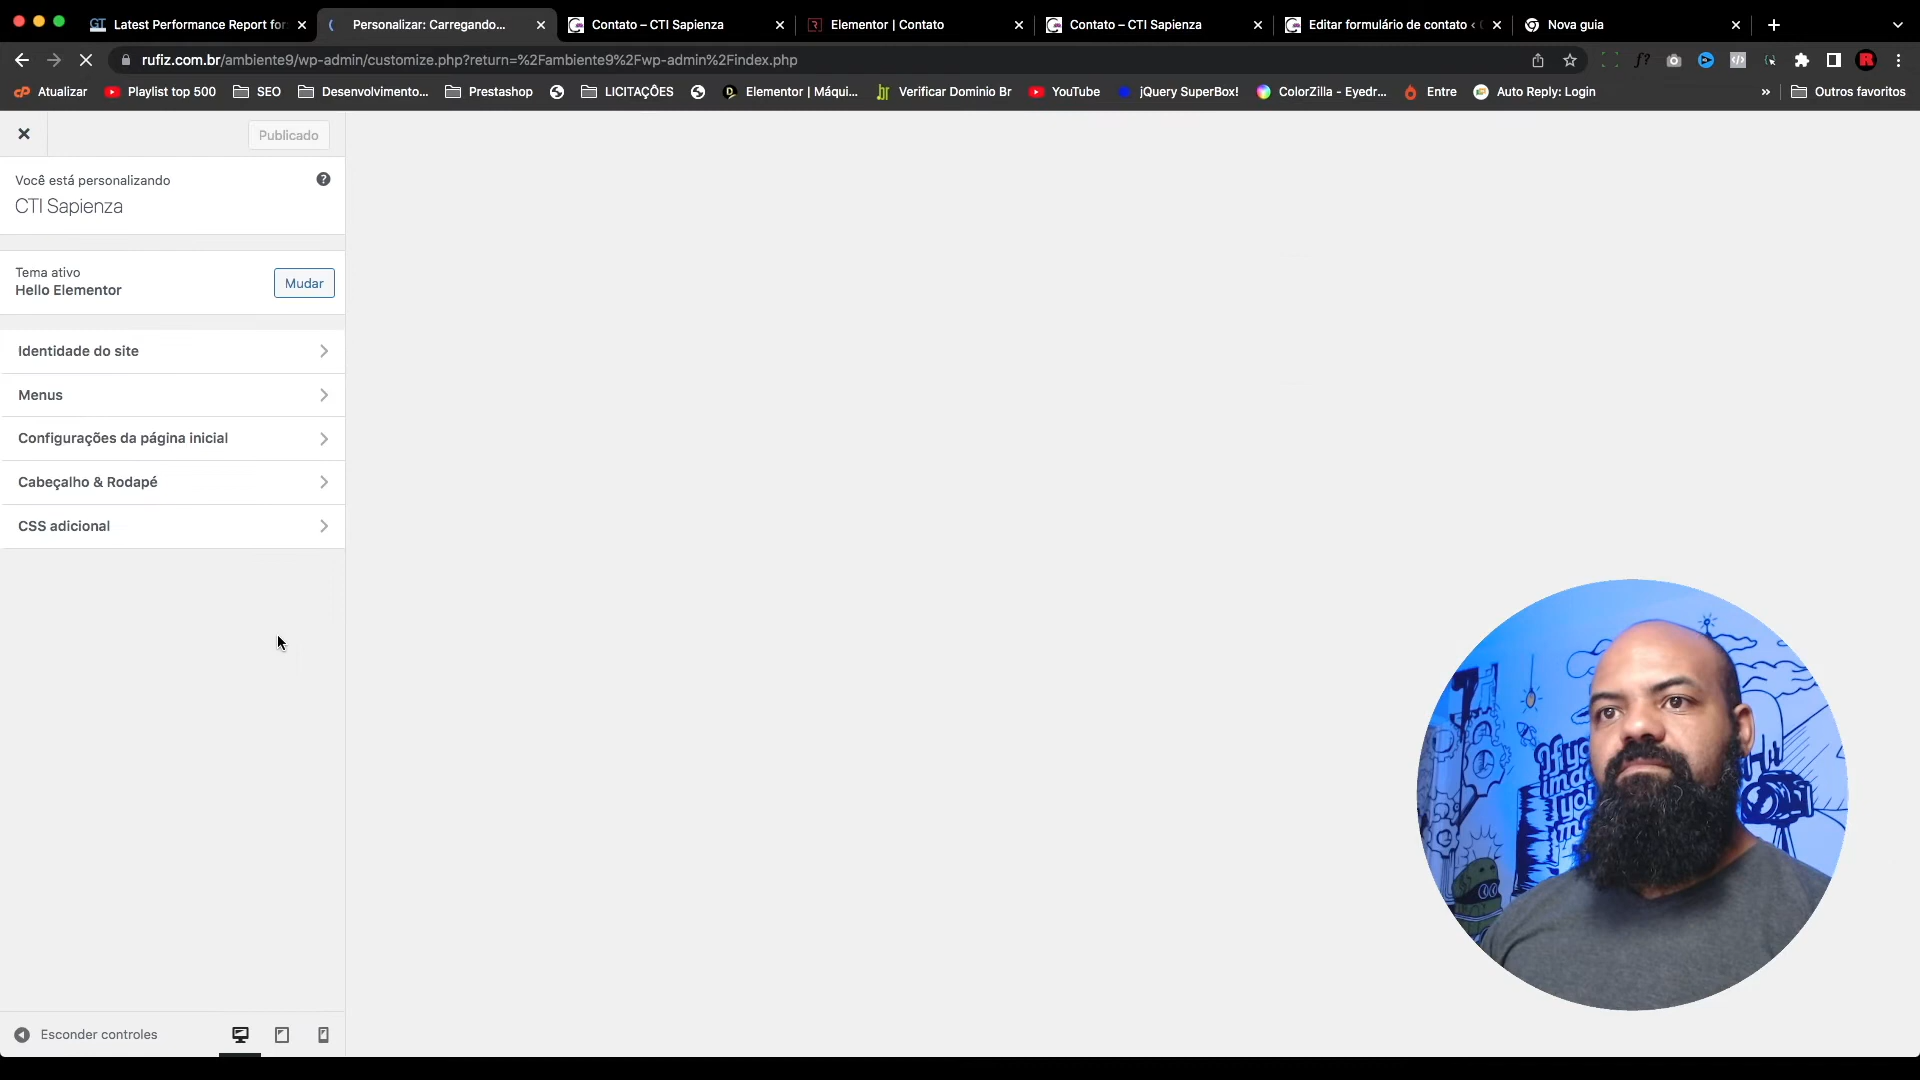 Latest Performance Report for
Personalizar: Carregando...
Contato – CTI Sapienza
Elementor | Contato
Contato – CTI Sapienza
Editar formulário de contato ‹
Nova guia
rufiz.com.br/ambiente9/wp-admin/customize.php?return=%2Fambiente9%2Fwp-admin%2Findex.php
Atualizar
Playlist top 500
SEO
Desenvolvimento...
Prestashop
LICITAÇÕES
Elementor | Máqui...
Verificar Dominio Br
YouTube
jQuery SuperBox!
ColorZilla - Eyedr...
Entre
Auto Reply: Login
»
Outros favoritos
Publicado
Você está personalizando
CTI Sapienza
Tema ativo
Hello Elementor
Mudar
Identidade do site
Menus
Configurações da página inicial
Cabeçalho & Rodapé
CSS adicional
Esconder controles